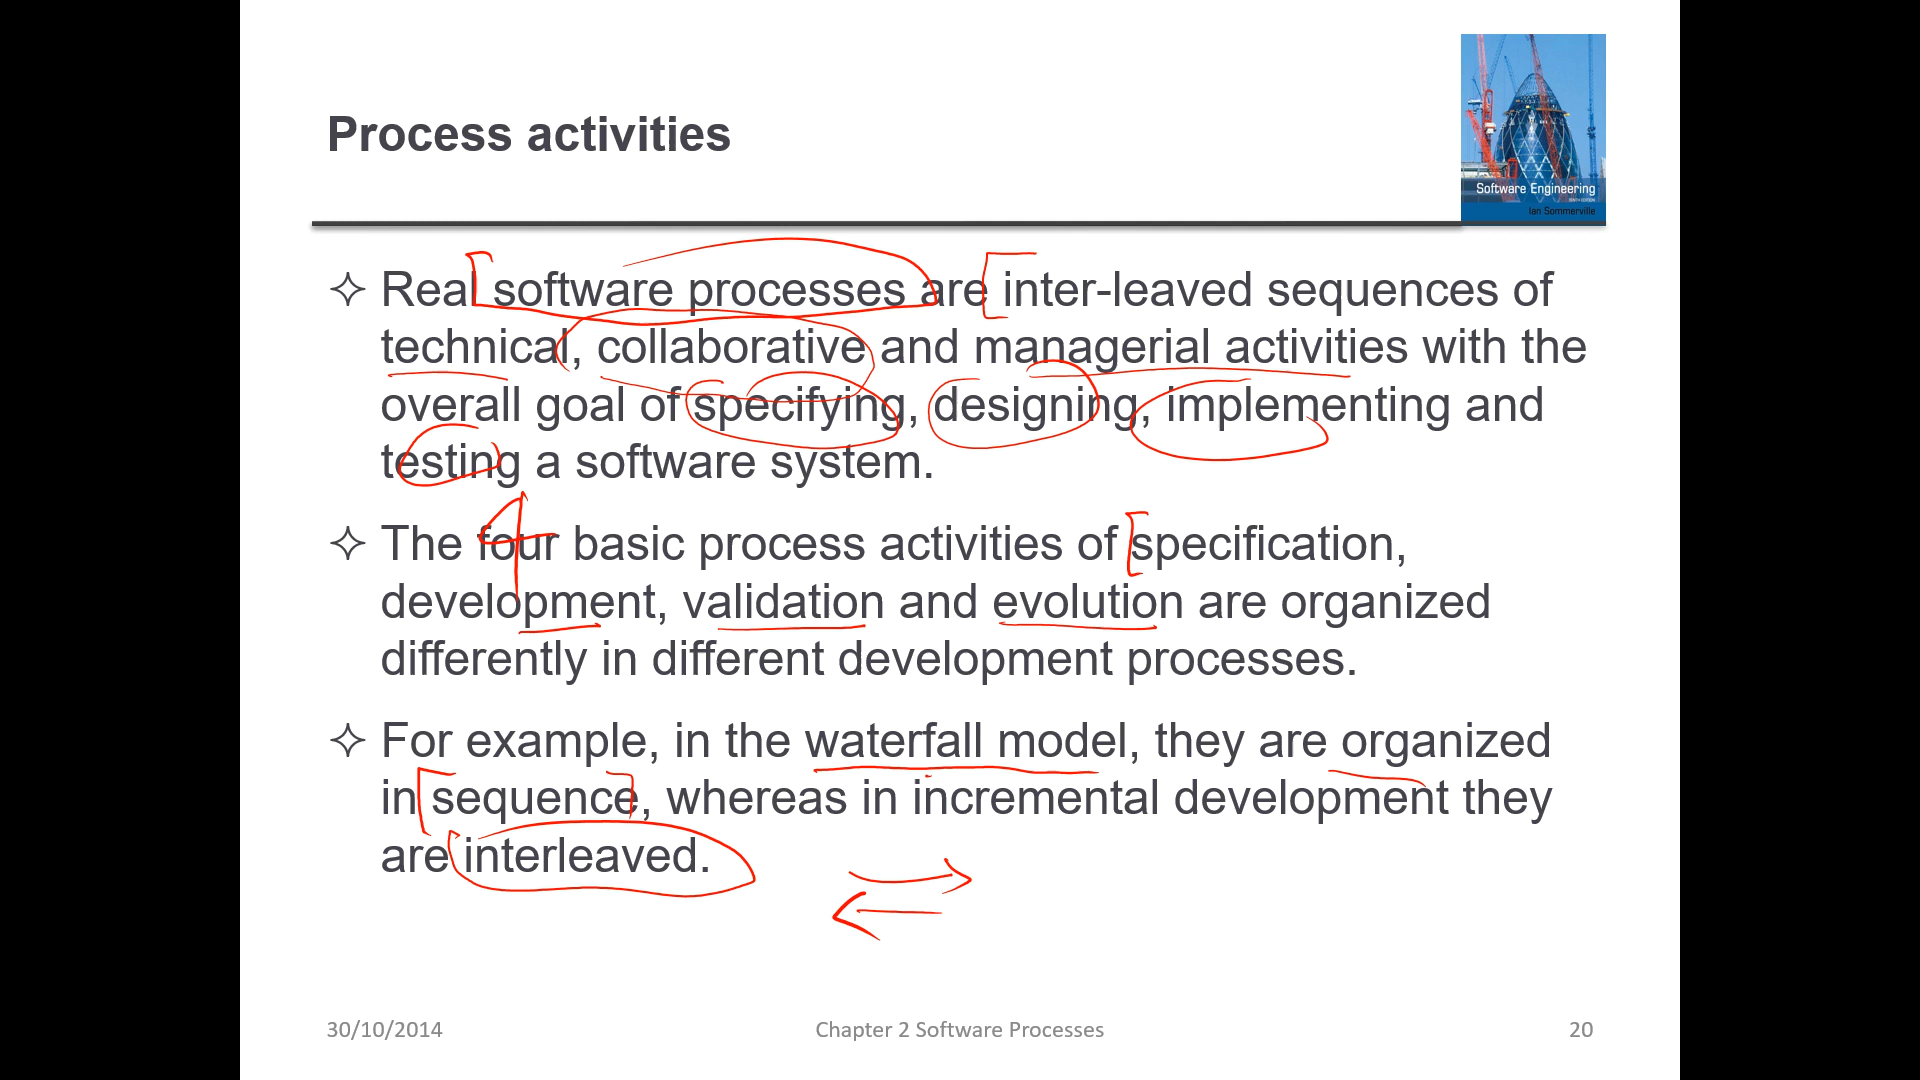 Process activities
Software Engineering
TENTH EDITION
Ian Sommerville
✧ Real software processes are inter-leaved sequences of
technical, collaborative and managerial activities with the
overall goal of specifying, designing, implementing and
testing a software system.
4
✧ The four basic process activities of specification,
development, validation and evolution are organized
differently in different development processes.
✧ For example, in the waterfall model, they are organized
in sequence, whereas in incremental development they
are interleaved.
30/10/2014
Chapter 2 Software Processes
20